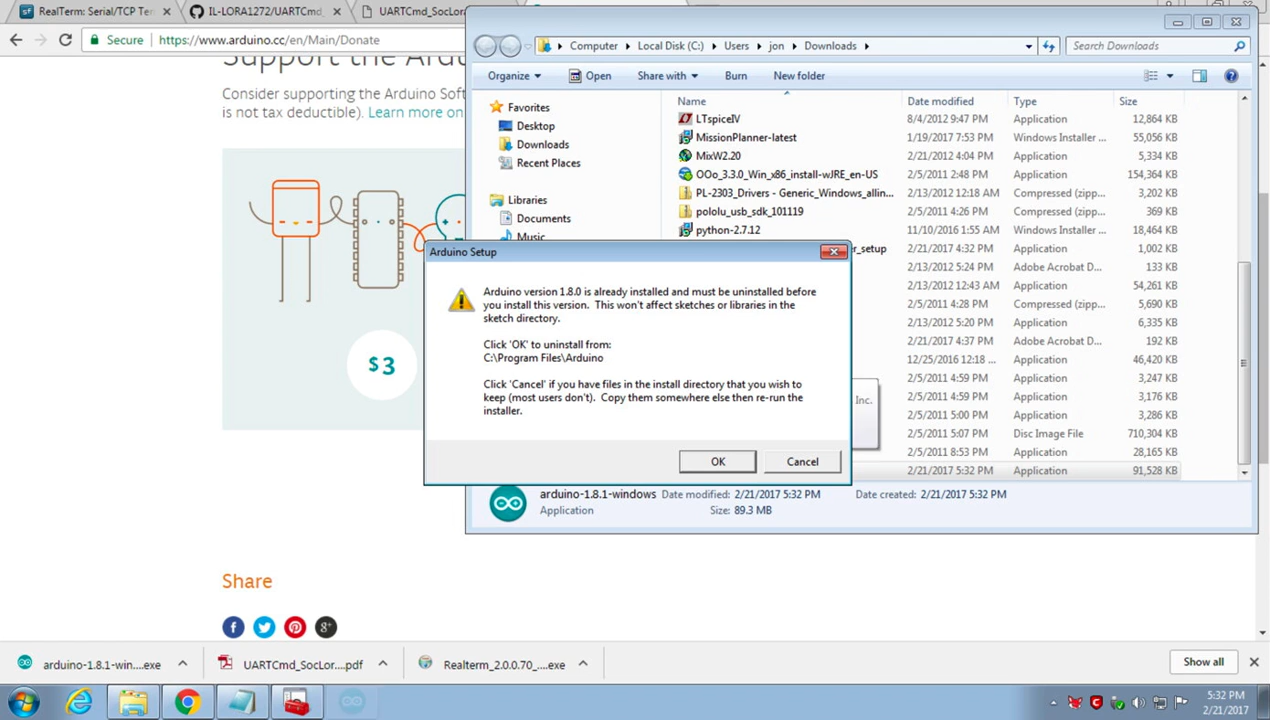 RealTerm: Serial/TCP Ter
IL-LORA1272/UARTCmd_
UARTCmd_SocLor
Secure
https://www.arduino.cc/en/Main/Donate
Support the Ardu
Consider supporting the Arduino Soft
is not tax deductible). Learn more on
$3
Share
Computer
Local Disk (C:)
Users
jon
Downloads
Search Downloads
Organize
Open
Share with
Burn
New folder
Favorites
Desktop
Downloads
Recent Places
Libraries
Documents
Music
Name Date modified Type Size
LTspiceIV 8/4/2012 9:47 PM Application 12,864 KB
MissionPlanner-latest 1/19/2017 7:53 PM Windows Installer ... 55,056 KB
MixW2.20 2/21/2012 4:04 PM Application 5,334 KB
OOo_3.3.0_Win_x86_install-wJRE_en-US 2/5/2011 2:48 PM Application 154,364 KB
PL-2303_Drivers - Generic_Windows_allin... 2/13/2012 12:18 AM Compressed (zipp... 3,202 KB
pololu_usb_sdk_101119 2/5/2011 4:26 PM Compressed (zipp... 369 KB
python-2.7.12 11/10/2016 1:55 AM Windows Installer ... 18,464 KB
r_setup 2/21/2017 4:32 PM Application 1,002 KB
2/13/2012 5:24 PM Adobe Acrobat D... 133 KB
2/13/2012 12:43 AM Application 54,261 KB
2/5/2011 4:28 PM Compressed (zipp... 5,690 KB
2/13/2012 5:20 PM Application 6,335 KB
2/21/2017 4:37 PM Adobe Acrobat D... 192 KB
12/25/2016 12:18 ... Application 46,420 KB
2/5/2011 4:59 PM Application 3,247 KB
2/5/2011 4:59 PM Application 3,176 KB
Inc.
2/5/2011 5:00 PM Application 3,286 KB
2/5/2011 5:07 PM Disc Image File 710,304 KB
2/5/2011 8:53 PM Application 28,165 KB
2/21/2017 5:32 PM Application 91,528 KB
arduino-1.8.1-windows Date modified: 2/21/2017 5:32 PM Date created: 2/21/2017 5:32 PM
Application Size: 89.3 MB
Arduino Setup
Arduino version 1.8.0 is already installed and must be uninstalled before
you install this version. This won't affect sketches or libraries in the
sketch directory.
Click 'OK' to uninstall from:
C:\Program Files\Arduino
Click 'Cancel' if you have files in the install directory that you wish to
keep (most users don't). Copy them somewhere else then re-run the
installer.
OK
Cancel
arduino-1.8.1-win....exe
UARTCmd_SocLor....pdf
Realterm_2.0.0.70_....exe
Show all
5:32 PM
2/21/2017